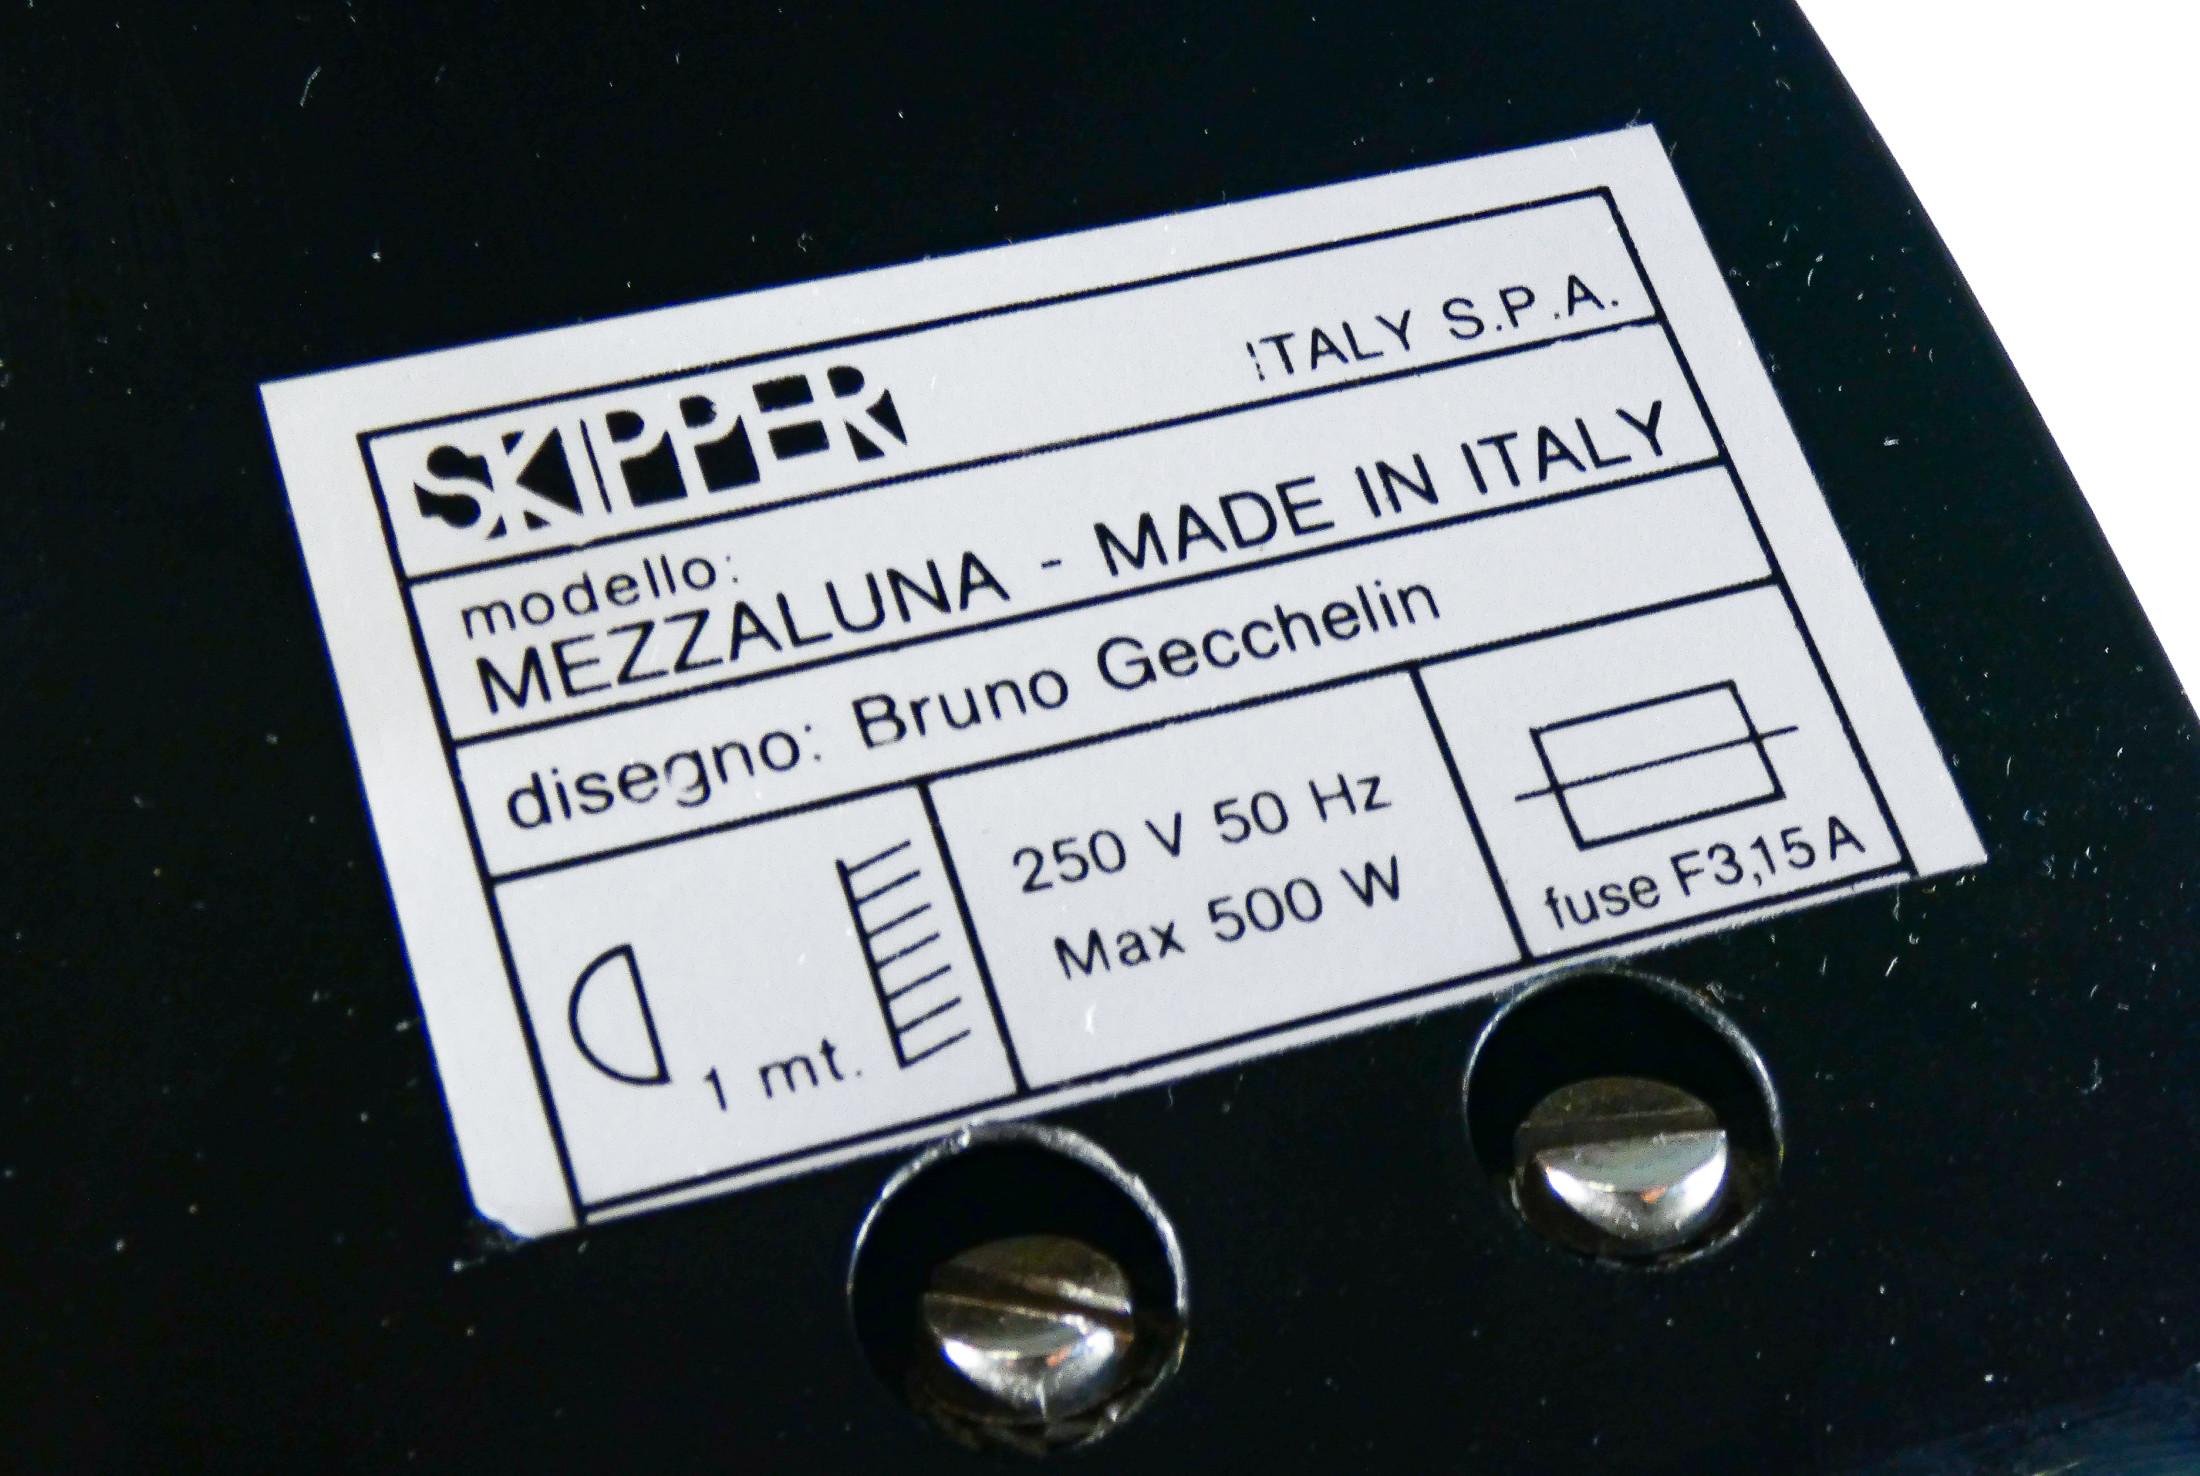 SKIPPER ITALY S.P.A.
modello:
MEZZALUNA - MADE IN ITALY
disegno: Bruno Gecchelin
1 mt.
250 V 50 Hz
Max 500 W
fuse F3,15 A